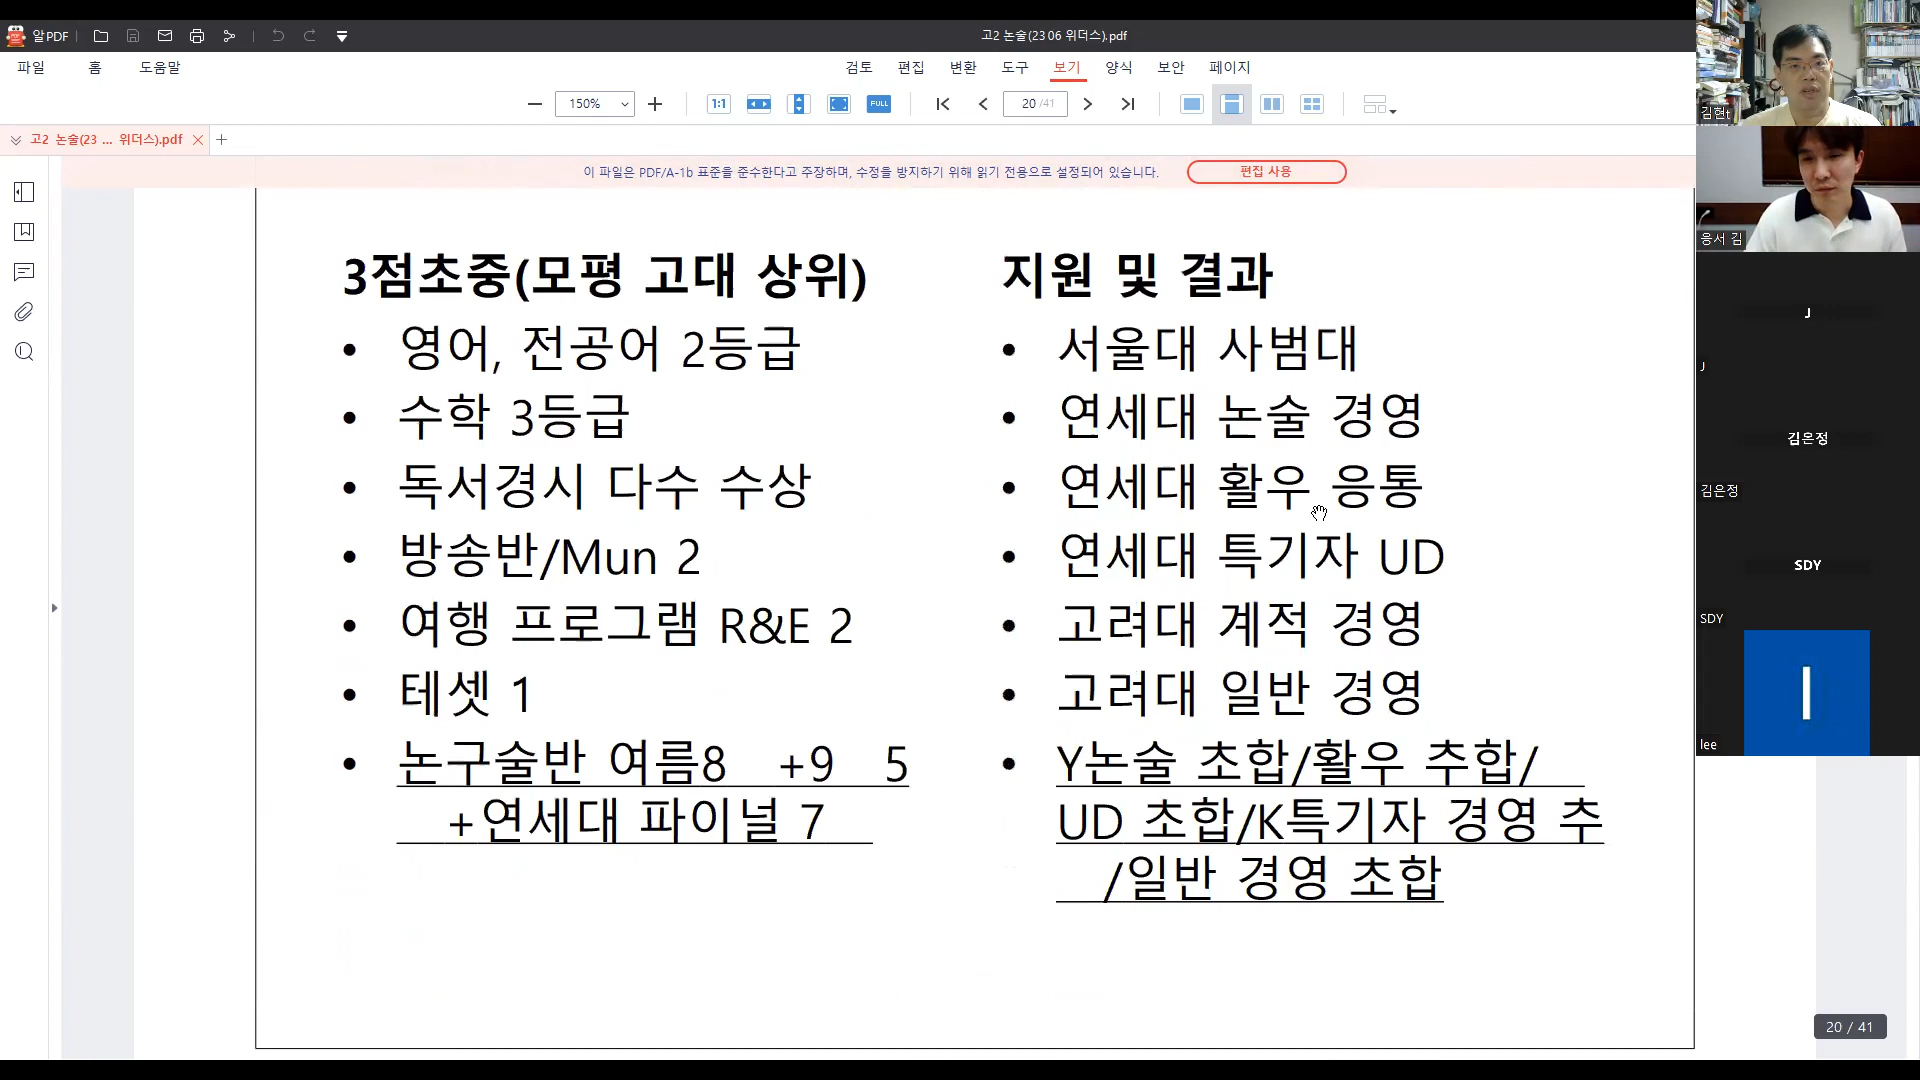 알PDF
고2 논술(2306 위더스).pdf
파일 홈 도움말
검토 편집 변환 도구 보기 양식 보안 페이지
150% 1:1 FULL 20 /41
고2 논술(23 ... 위더스).pdf
이 파일은 PDF/A-1b 표준을 준수한다고 주장하며, 수정을 방지하기 위해 읽기 전용으로 설정되어 있습니다. 편집 사용
3점초중(모평 고대 상위)
• 영어, 전공어 2등급
• 수학 3등급
• 독서경시 다수 수상
• 방송반/Mun 2
• 여행 프로그램 R&E 2
• 테셋 1
• 논구술반 여름8 +9 5
+연세대 파이널 7
지원 및 결과
• 서울대 사범대
• 연세대 논술 경영
• 연세대 활우 응통
• 연세대 특기자 UD
• 고려대 계적 경영
• 고려대 일반 경영
• Y논술 초합/활우 추합/
UD 초합/K특기자 경영 추
/일반 경영 초합
김현t
응서 김
J
J
김은정
김은정
SDY
SDY
l
lee
20 / 41